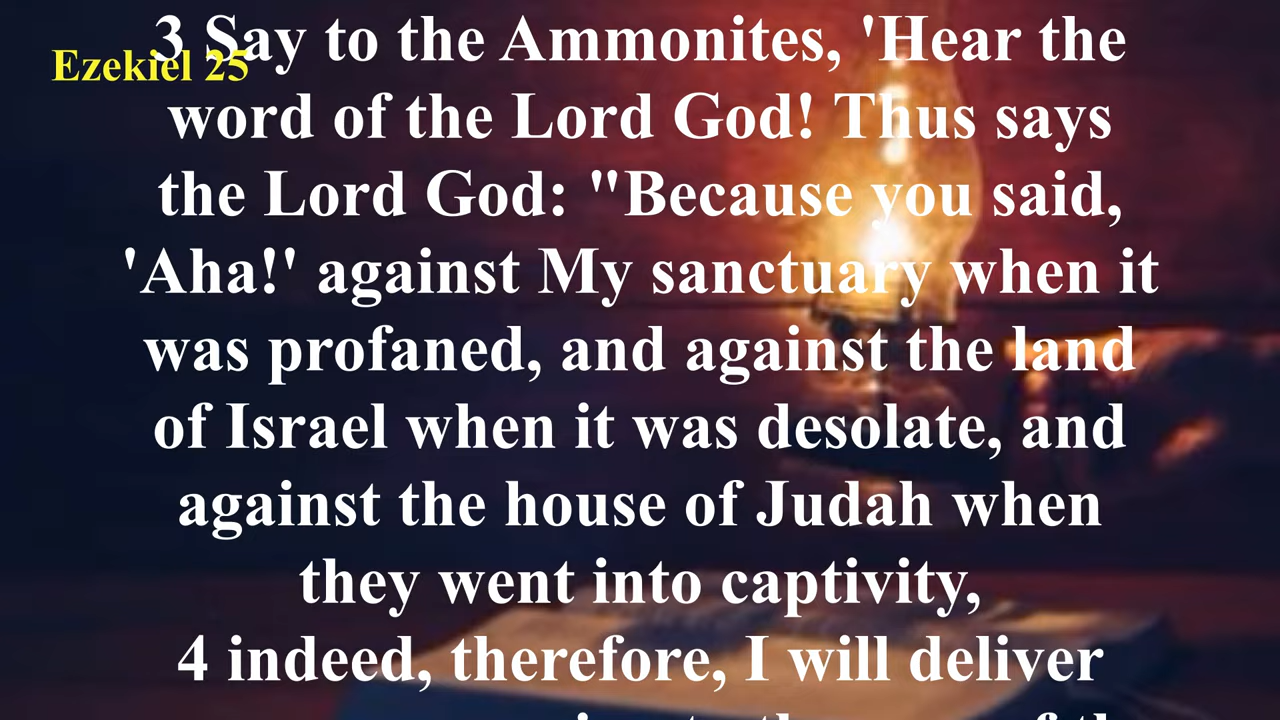 Ezekiel 25
3 Say to the Ammonites, 'Hear the
word of the Lord God! Thus says
the Lord God: "Because you said,
'Aha!' against My sanctuary when it
was profaned, and against the land
of Israel when it was desolate, and
against the house of Judah when
they went into captivity,
4 indeed, therefore, I will deliver